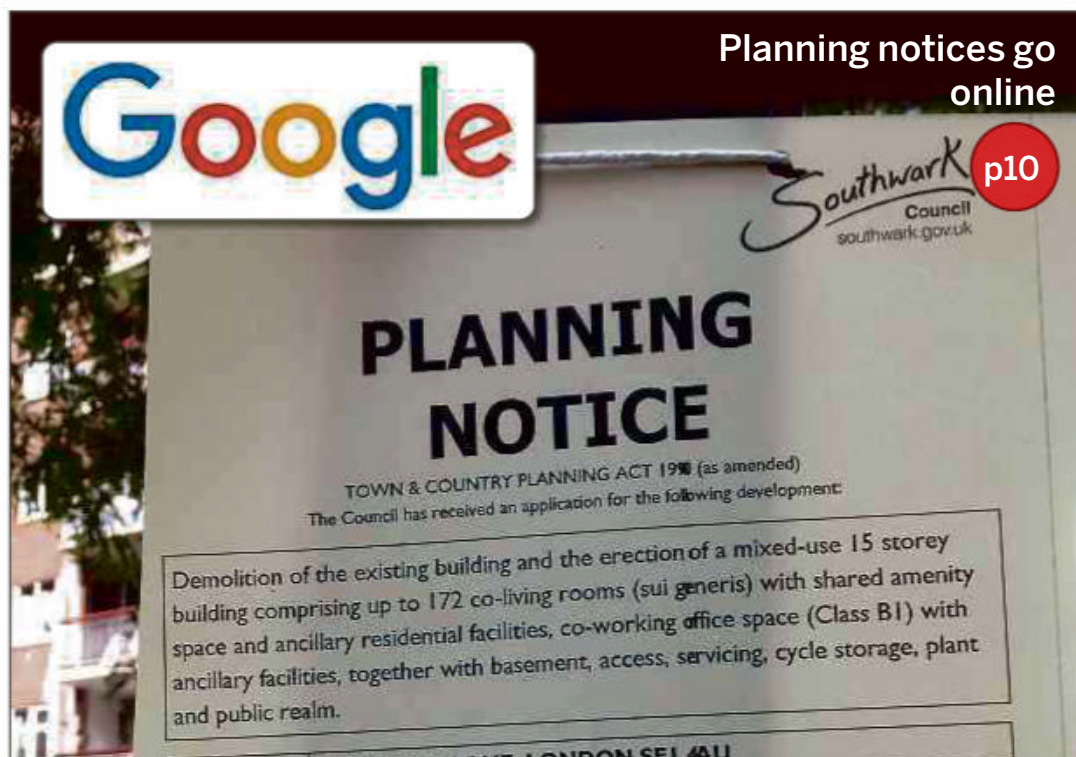 Google
Planning notices go
online
p10
Southwark
Council
southwark.gov.uk
PLANNING
NOTICE
TOWN & COUNTRY PLANNING ACT 1990 (as amended)
The Council has received an application for the following development:
Demolition of the existing building and the erection of a mixed-use 15 storey
building comprising up to 172 co-living rooms (sui generis) with shared amenity
space and ancillary residential facilities, co-working office space (Class B1) with
ancillary facilities, together with basement, access, servicing, cycle storage, plant
and public realm.
LONDON